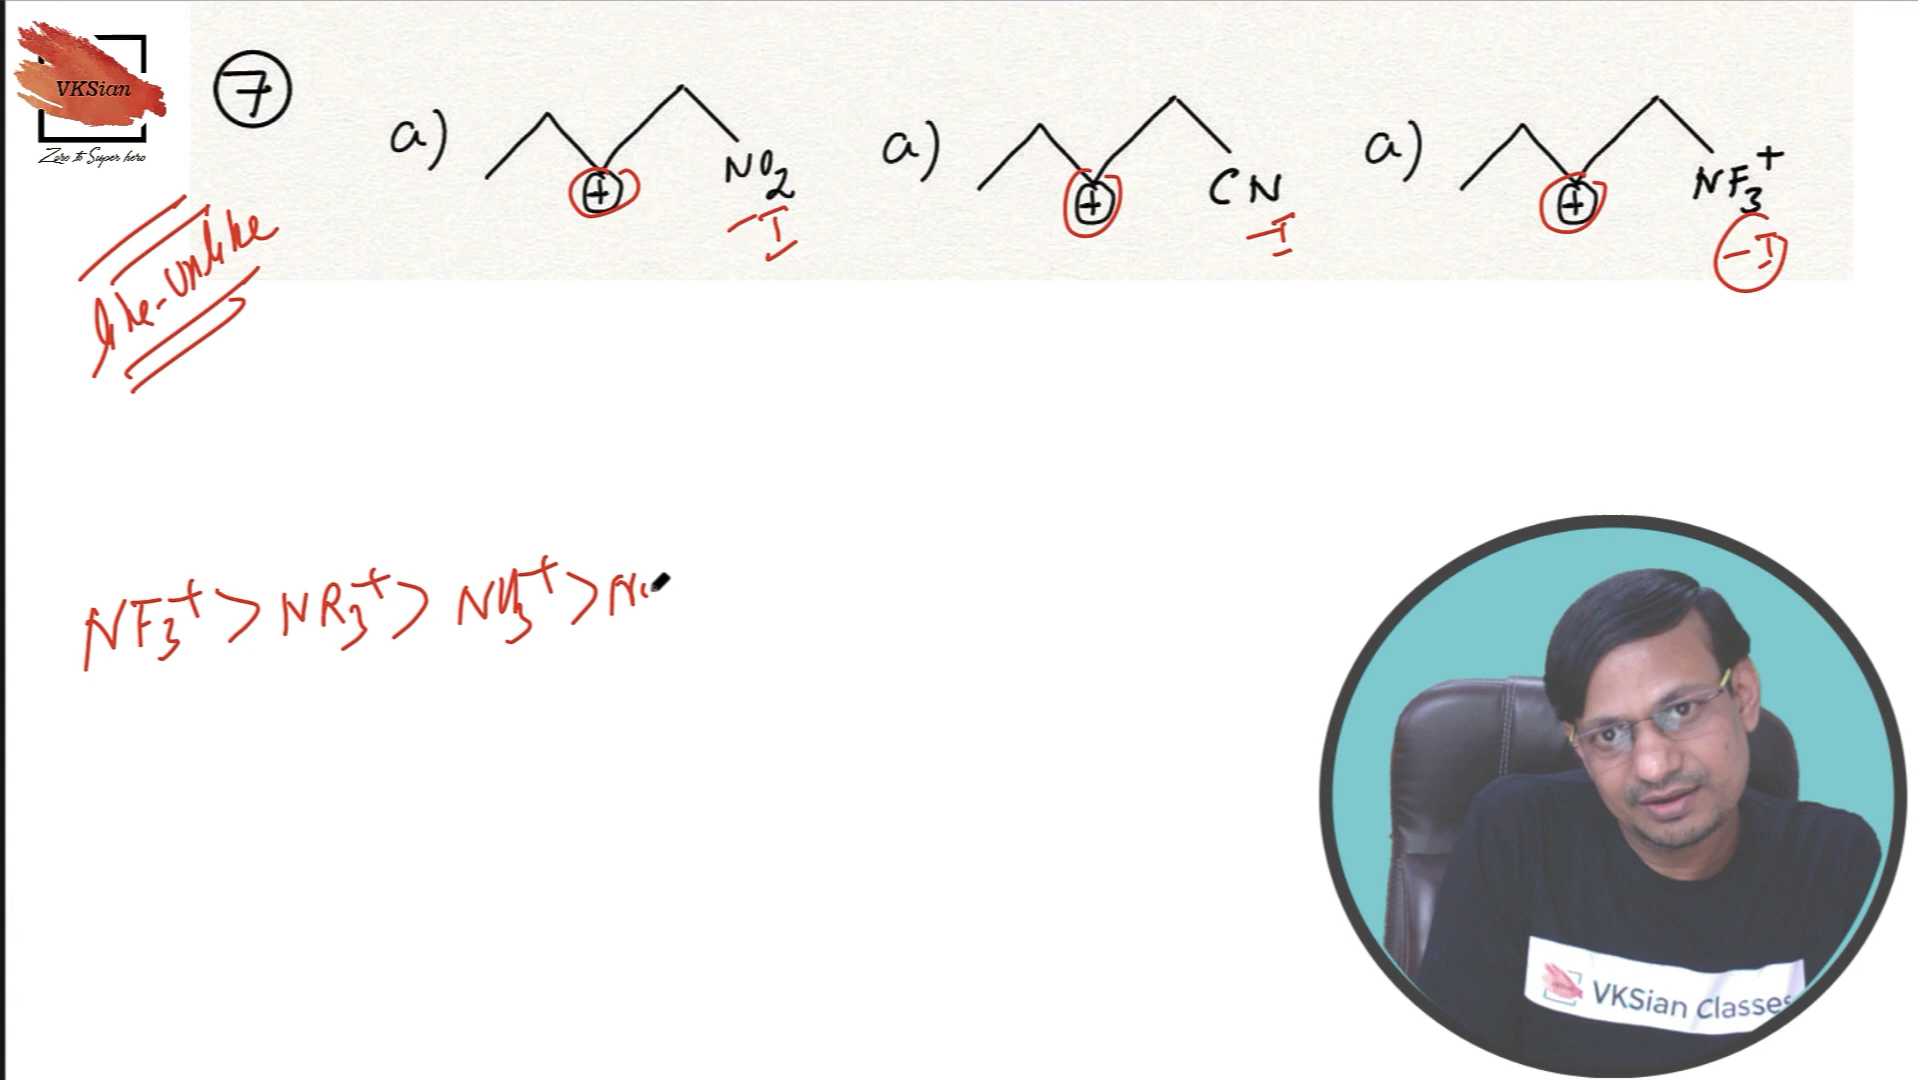 VKSian
Zero to Super hero
7
a) NO2 a) CN a) NF3+
+ + +
-I -I -I
like-unlike
NF3+ > NR3+ > NH3+ > N
VKSian Classes